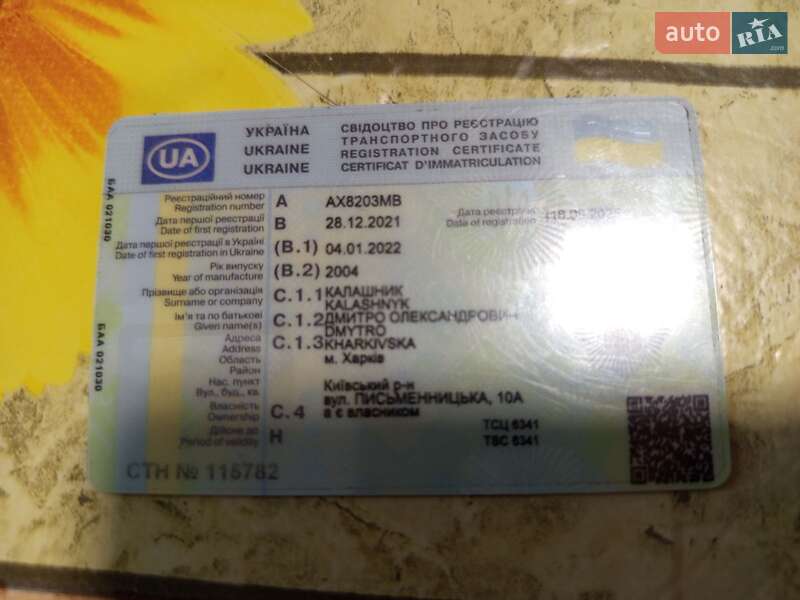 auto RIA .com
УКРАЇНА СВІДОЦТВО ПРО РЕЄСТРАЦІЮ
ТРАНСПОРТНОГО ЗАСОБУ
UA UKRAINE REGISTRATION CERTIFICATE
UKRAINE CERTIFICAT D'IMMATRICULATION
БАА 021030
Реєстраційний номер
Registration number A AX8203MB
Дата першої реєстрації
Date of first registration B 28.12.2021
Дата реєстрації
Date of registration
Дата першої реєстрації в Україні
Date of first registration in Ukraine (B.1) 04.01.2022
Рік випуску
Year of manufacture (B.2) 2004
Прізвище або організація
Surname or company C.1.1 КАЛАШНИК
KALASHNYK
Ім'я та по батькові
Given name(s) C.1.2 ДМИТРО ОЛЕКСАНДРОВИЧ
DMYTRO
Адреса
Address C.1.3 KHARKIVSKA
Область м. Харків
Район
Нас. пункт Київський р-н
Вул., буд., кв. вул. ПИСЬМЕННИЦЬКА, 10А
Власність
Ownership C.4 а є власником
Дійсне до
Period of validity H
ТСЦ 6341
TSC 6341
СТН № 115782
БАА 021030